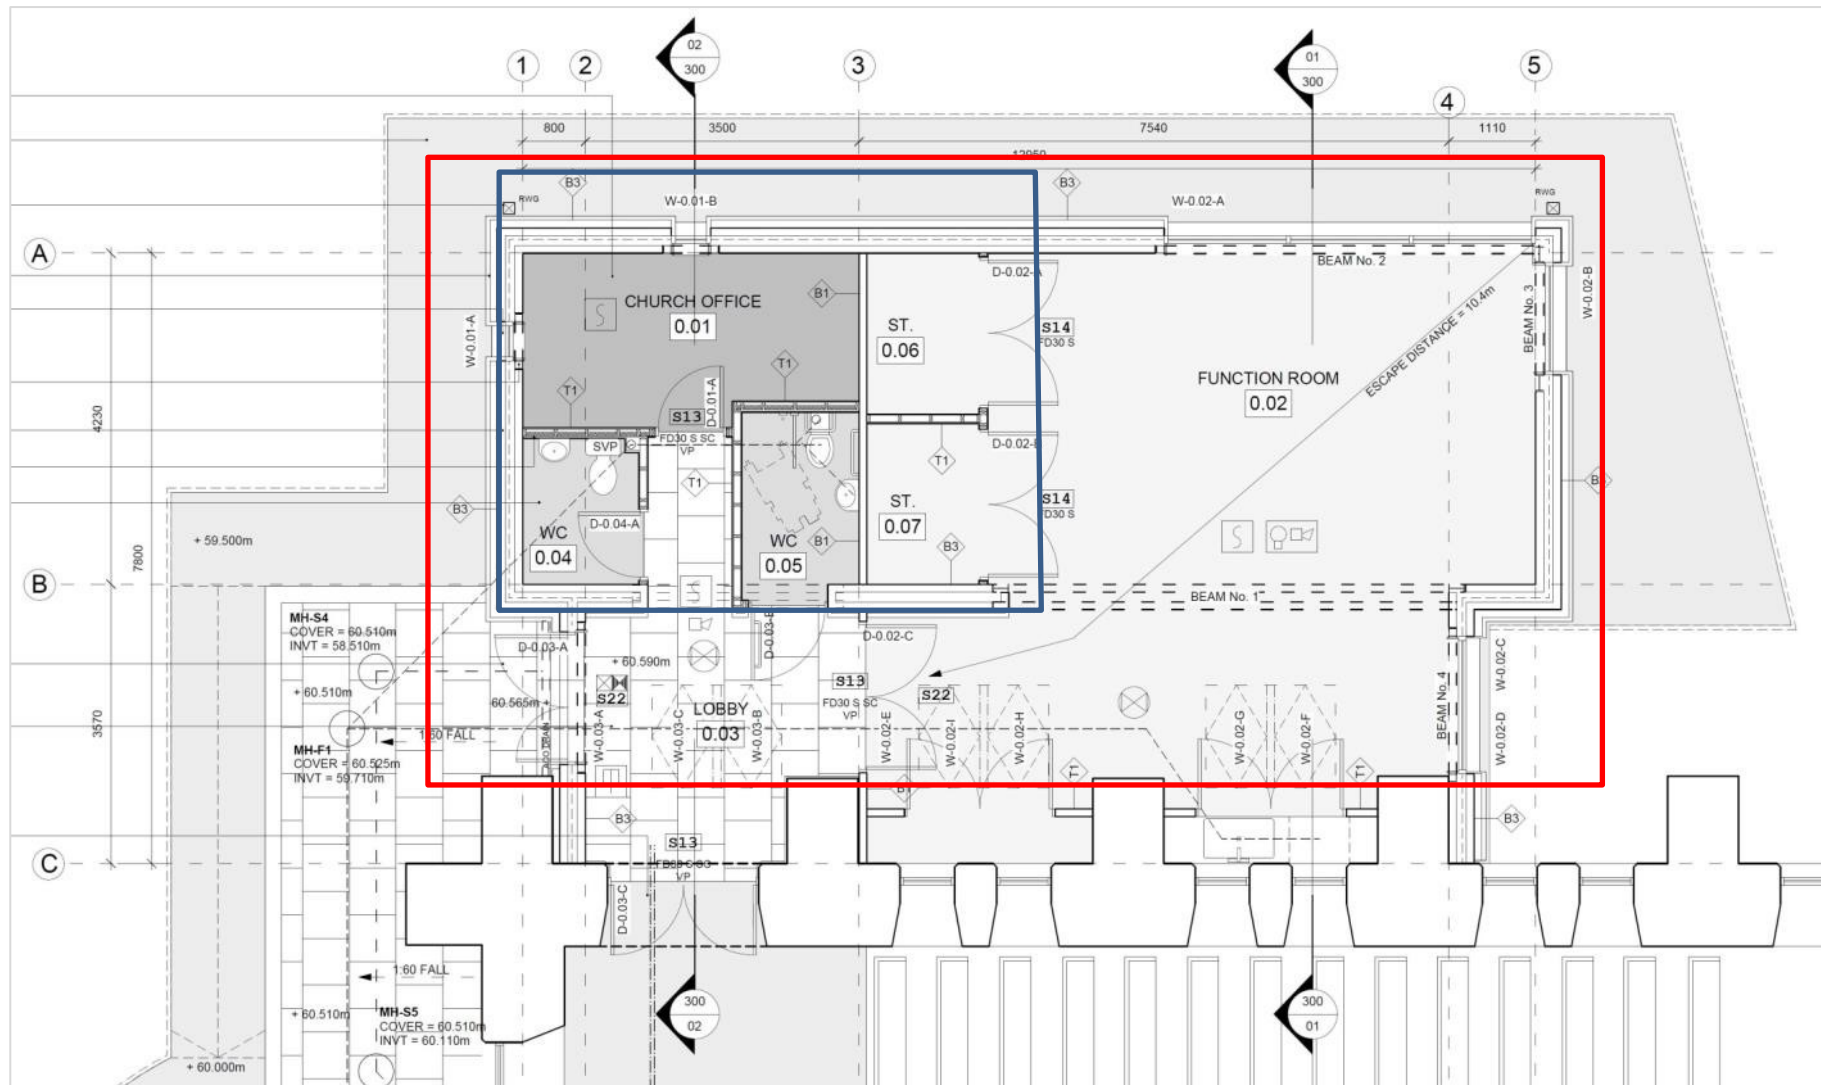 02
300
01
300
1
2
3
4
5
800
3500
7540
1110
12950
B3
RWG
W-0.01-B
B3
W-0.02-A
RWG
A
BEAM No. 2
D-0.02-A
CHURCH OFFICE
0.01
B1
ST.
0.06
S14
FD30 S
W-0.01-A
T1
T1
D-0.01-A
S13
FD30 S SC
VP
FUNCTION ROOM
0.02
ESCAPE DISTANCE = 10.4m
BEAM No. 3
W-0.02-B
4230
7800
SVP
T1
T1
S14
FD30 S
ST.
0.07
B3
B3
D-0.04-A
WC
0.04
WC
0.05
B1
B3
+ 59.500m
B
BEAM No. 1
MH-S4
COVER = 60.510m
INVT = 58.510m
D-0.03-A
D-0.02-C
+ 60.590m
+ 60.510m
60.565m +
S22
S13
FD30 S SC
VP
S22
LOBBY
0.03
W-0.03-A
W-0.03-C
W-0.03-B
W-0.02-E
W-0.02-I
W-0.02-H
W-0.02-G
W-0.02-F
BEAM No. 4
W-0.02-C
W-0.02-D
3570
1:60 FALL
MH-F1
COVER = 60.525m
INVT = 59.710m
B1
T1
T1
B3
B3
S13
VP
C
D-0.03-C
1:60 FALL
+ 60.510m
MH-S5
COVER = 60.510m
INVT = 60.110m
300
02
300
01
+ 60.000m